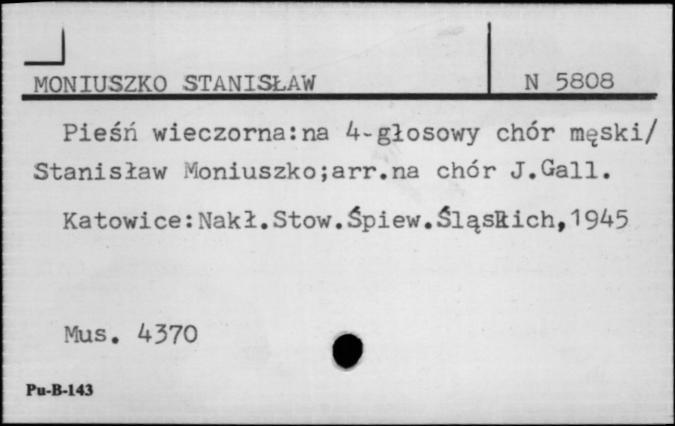 MONIUSZKO STANISŁAW N 5808
Pieśń wieczorna:na 4-głosowy chór męski/
Stanisław Moniuszko;arr.na chór J.Gall.
Katowice:Nakł.Stow.Śpiew.Śląskich,1945
Mus. 4370
Pu-B-143